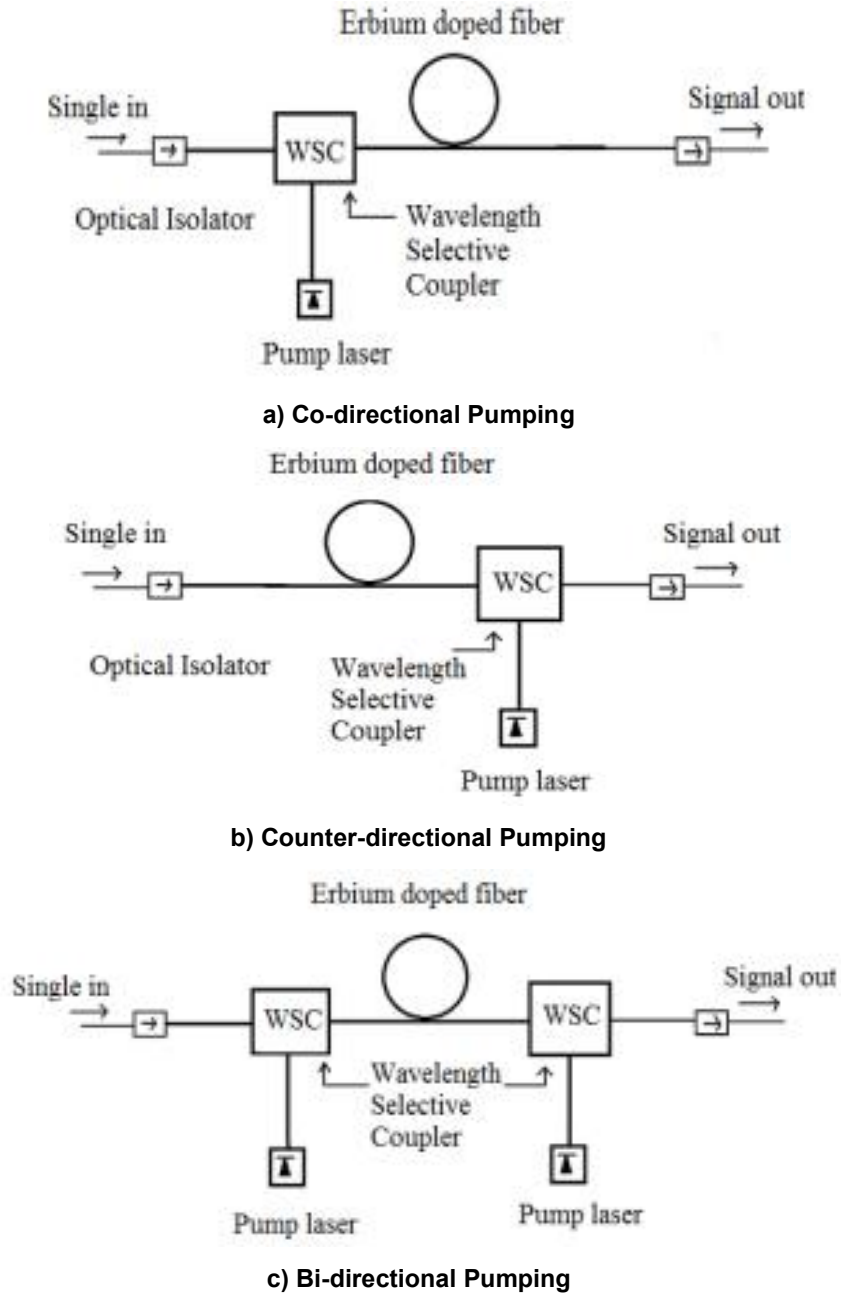 Erbium doped fiber
Single in
Signal out
WSC
Optical Isolator
Wavelength
Selective
Coupler
Pump laser
a) Co-directional Pumping
Erbium doped fiber
Single in
Signal out
WSC
Optical Isolator
Wavelength
Selective
Coupler
Pump laser
b) Counter-directional Pumping
Erbium doped fiber
Single in
Signal out
WSC
WSC
Wavelength
Selective
Coupler
Pump laser
Pump laser
c) Bi-directional Pumping